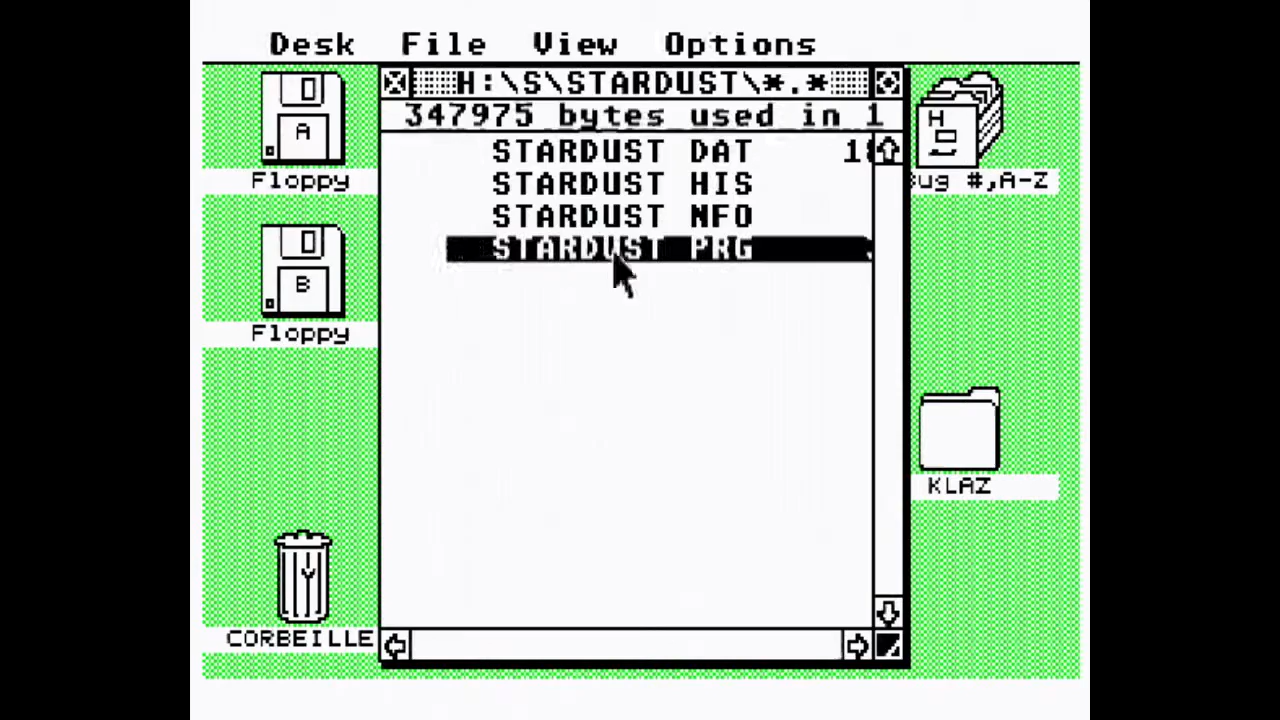 Desk File View Options
H:\S\STARDUST\*.*
347975 bytes used in 1
STARDUST DAT
STARDUST HIS
STARDUST NFO
STARDUST PRG
A
Floppy
B
Floppy
CORBEILLE
H
#,A-Z
KLAZ